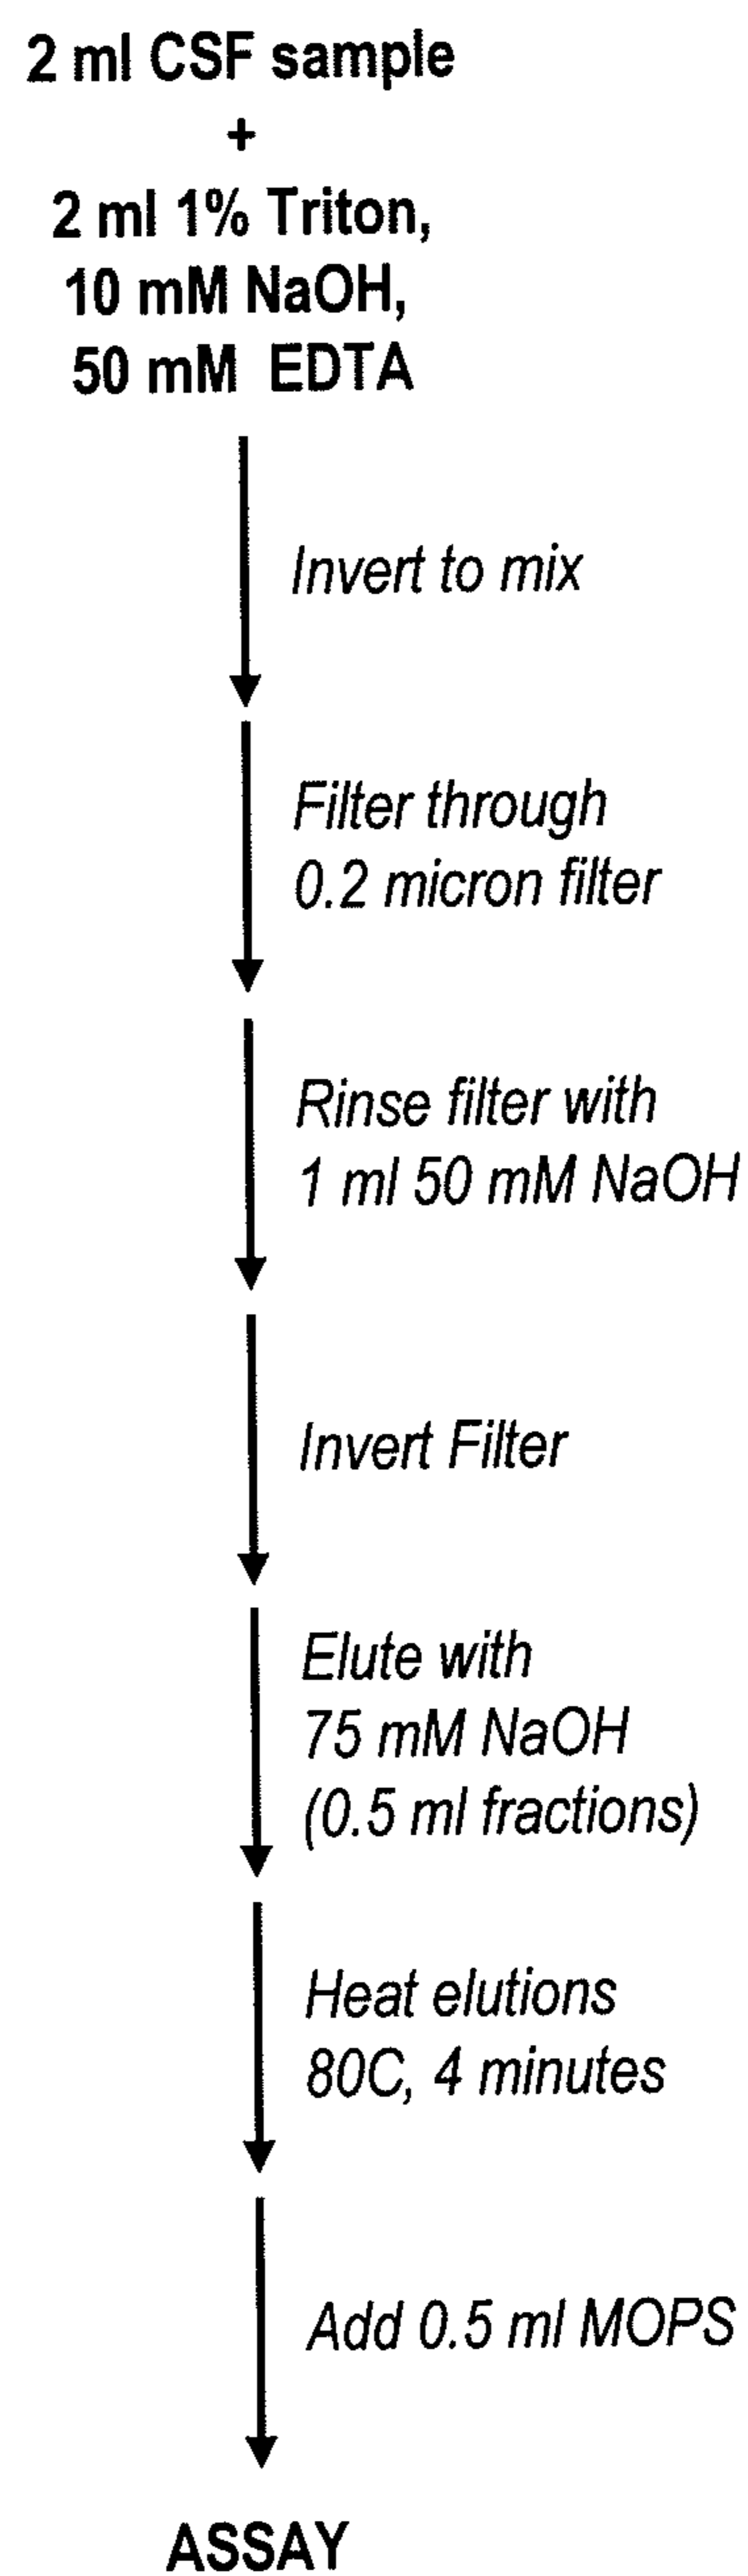 2 ml CSF sample
+
2 ml 1% Triton,
10 mM NaOH,
50 mM EDTA
Invert to mix
Filter through
0.2 micron filter
Rinse filter with
1 ml 50 mM NaOH
Invert Filter
Elute with
75 mM NaOH
(0.5 ml fractions)
Heat elutions
80C, 4 minutes
Add 0.5 ml MOPS
ASSAY